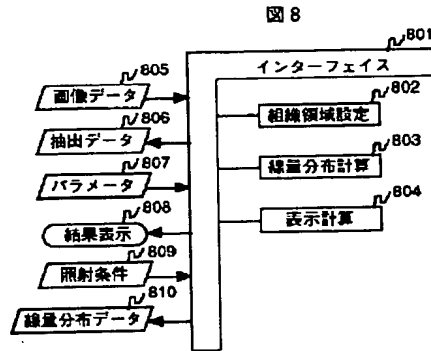 図8
801
インターフェイス
805
画像データ
802
組織領域設定
806
抽出データ
803
線量分布計算
807
パラメータ
804
表示計算
808
結果表示
809
照射条件
810
線量分布データ